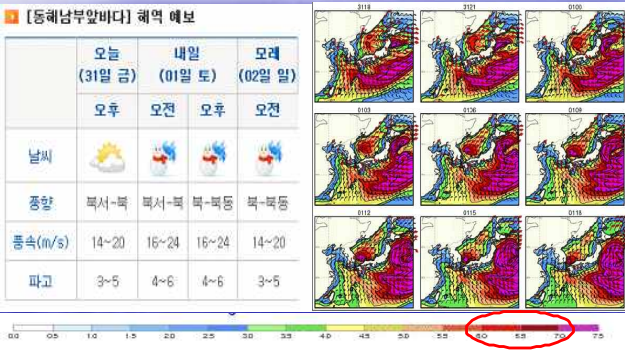 [동해남부앞바다] 해역 예보
오늘 내일 모레
(31일 금) (01일 토) (02일 일)
오후 오전 오후 오전
날씨
풍향 북서-북 북서-북 북-북동 북-북동
풍속(m/s) 14~20 16~24 16~24 14~20
파고 3~5 4~6 4~6 3~5
3118 3121 0100
0103 0106 0109
0112 0115 0118
0.0 0.5 1.0 1.5 2.0 2.5 3.0 3.5 4.0 4.5 5.0 5.5 6.0 6.5 7.0 7.5